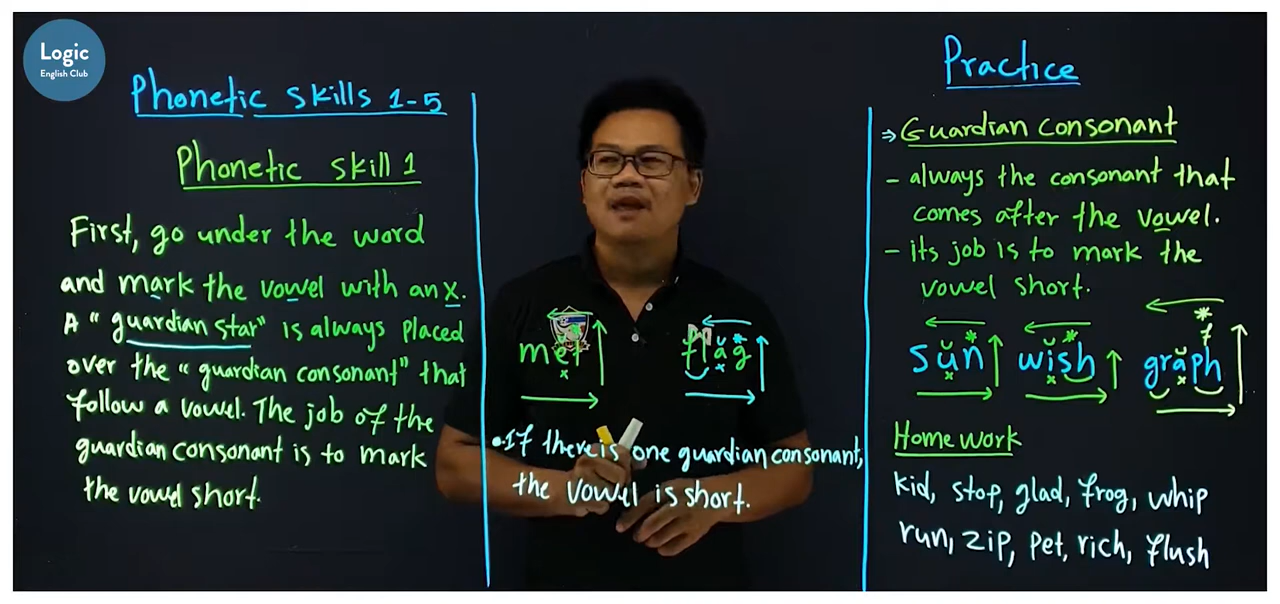 Logic
English Club
Phonetic skills 1-5
Phonetic skill 1
First, go under the word
and mark the vowel with an x.
A "guardian star" is always placed
over the "guardian consonant" that
follow a vowel. The job of the
guardian consonant is to mark
the vowel short.
met
flag
•If there is one guardian consonant,
the vowel is short.
Practice
⇒ Guardian consonant
- always the consonant that
comes after the vowel.
- its job is to mark the
vowel short.
sun
wish
f
graph
Home work
kid, stop, glad, frog, whip
run, zip, pet, rich, flush